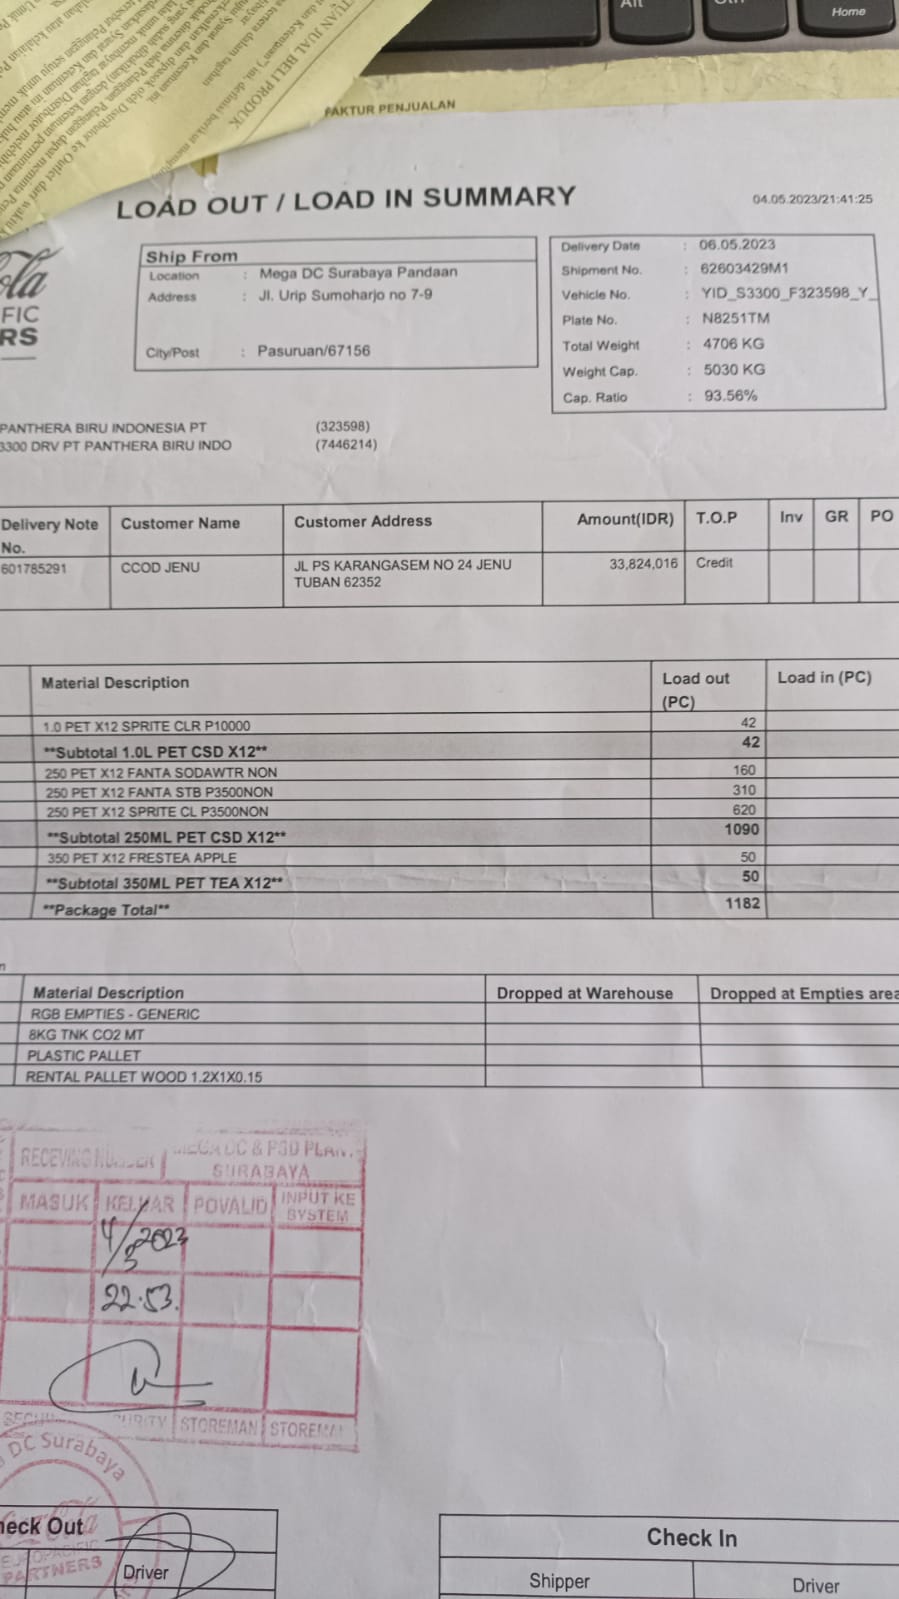 Alt
Ctrl
Home
TUAN JUAL BELI PRODUK
FAKTUR PENJUALAN
LOAD OUT / LOAD IN SUMMARY
04.05.2023/21:41:25
ola
FIC
RS
Ship From
Location : Mega DC Surabaya Pandaan
Address : Jl. Urip Sumoharjo no 7-9
City/Post : Pasuruan/67156
Delivery Date : 06.05.2023
Shipment No. : 62603429M1
Vehicle No. : YID_S3300_F323598_Y_
Plate No. : N8251TM
Total Weight : 4706 KG
Weight Cap. : 5030 KG
Cap. Ratio : 93.56%
PANTHERA BIRU INDONESIA PT (323598)
3300 DRV PT PANTHERA BIRU INDO (7446214)
Delivery Note No. Customer Name Customer Address Amount(IDR) T.O.P Inv GR PO
601785291 CCOD JENU JL PS KARANGASEM NO 24 JENU 33,824,016 Credit
TUBAN 62352
Material Description Load out (PC) Load in (PC)
1.0 PET X12 SPRITE CLR P10000 42
**Subtotal 1.0L PET CSD X12** 42
250 PET X12 FANTA SODAWTR NON 160
250 PET X12 FANTA STB P3500NON 310
250 PET X12 SPRITE CL P3500NON 620
**Subtotal 250ML PET CSD X12** 1090
350 PET X12 FRESTEA APPLE 50
**Subtotal 350ML PET TEA X12** 50
**Package Total** 1182
n
Material Description Dropped at Warehouse Dropped at Empties area
RGB EMPTIES - GENERIC
8KG TNK CO2 MT
PLASTIC PALLET
RENTAL PALLET WOOD 1.2X1X0.15
MEGA DC & PSD PLAN
SURABAYA
MASUK KELUAR POVALID INPUT KE SYSTEM
4/5 2023
22.53.
STOREMAN
DC Surabaya
PARTNERS
heck Out
Driver
Check In
Shipper Driver